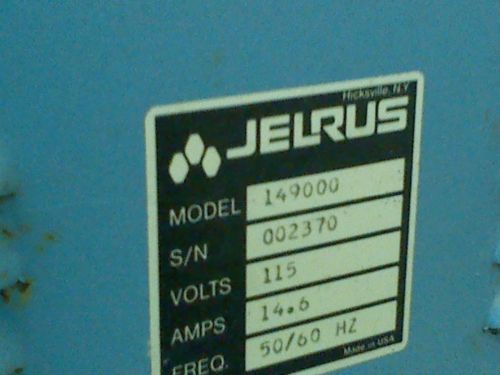 Hicksville, N.Y
JELRUS
MODEL 149000
S/N 002370
VOLTS 115
AMPS 14.6
FREQ. 50/60 HZ
Made in USA